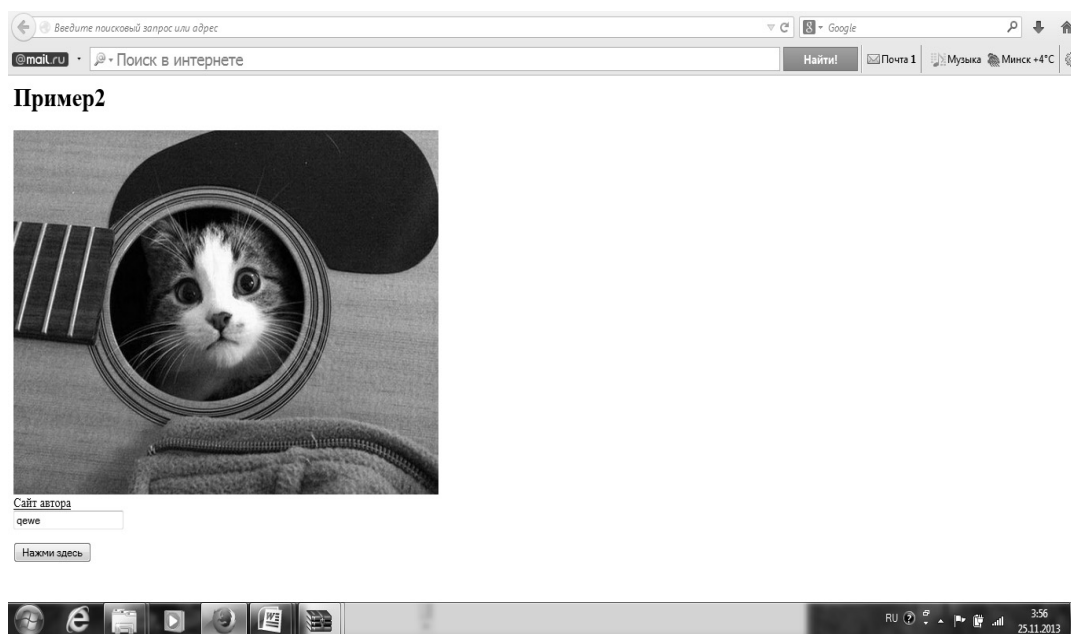 Введите поисковый запрос или адрес
Google
@mail.ru Поиск в интернете Найти! Почта 1 Музыка Минск +4°C
Пример2
Сайт автора
qewe
Нажми здесь
RU 3:56
25.11.2013